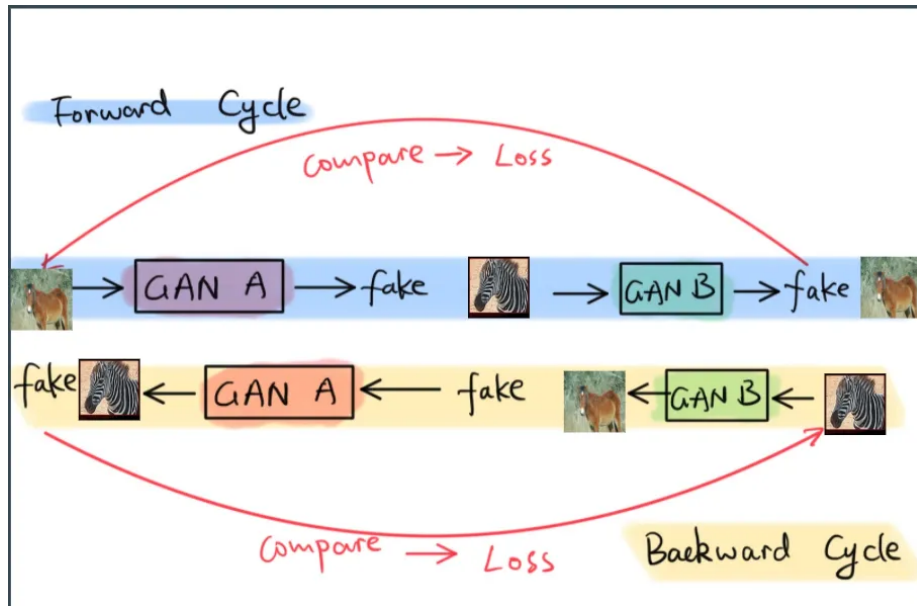 Forward Cycle
Compare → Loss
GAN A → fake → GAN B → fake
fake ← GAN A ← fake ← GAN B ←
Compare → Loss
Backward Cycle